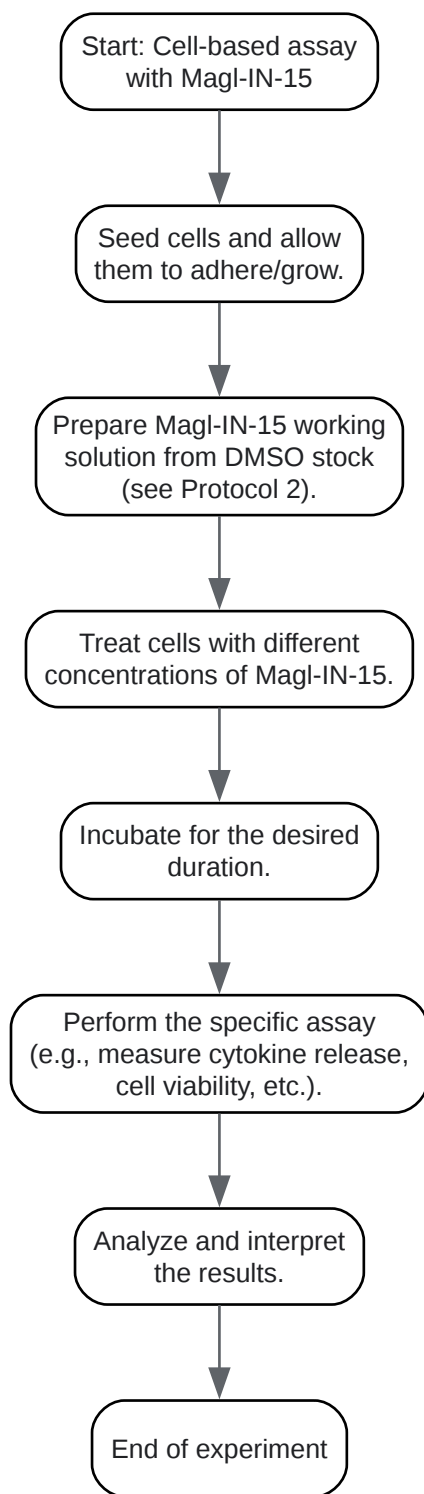 Start: Cell-based assay
with Magl-IN-15
Seed cells and allow
them to adhere/grow.
Prepare Magl-IN-15 working
solution from DMSO stock
(see Protocol 2).
Treat cells with different
concentrations of Magl-IN-15.
Incubate for the desired
duration.
Perform the specific assay
(e.g., measure cytokine release,
cell viability, etc.).
Analyze and interpret
the results.
End of experiment